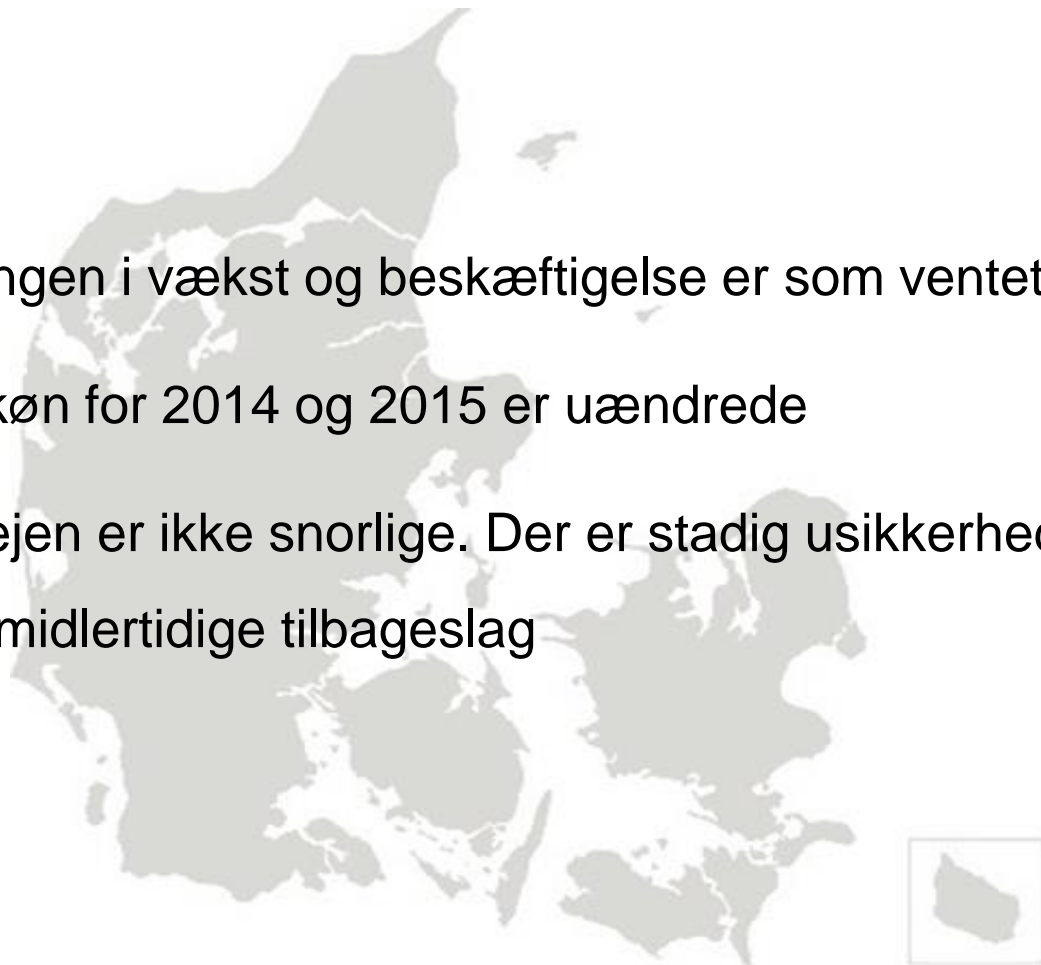 ngen i vækst og beskæftigelse er som ventet
køn for 2014 og 2015 er uændrede
ejen er ikke snorlige. Der er stadig usikkerhed
midlertidige tilbageslag